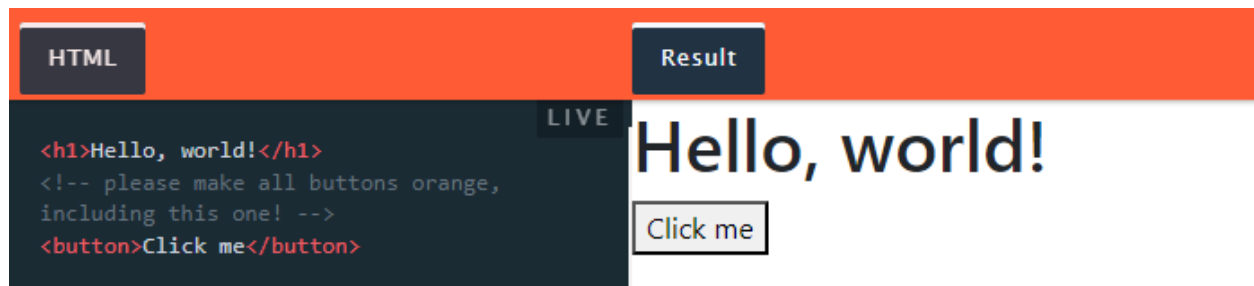 HTML
Result
LIVE
<h1>Hello, world!</h1>
<!-- please make all buttons orange,
including this one! -->
<button>Click me</button>
Hello, world!
Click me